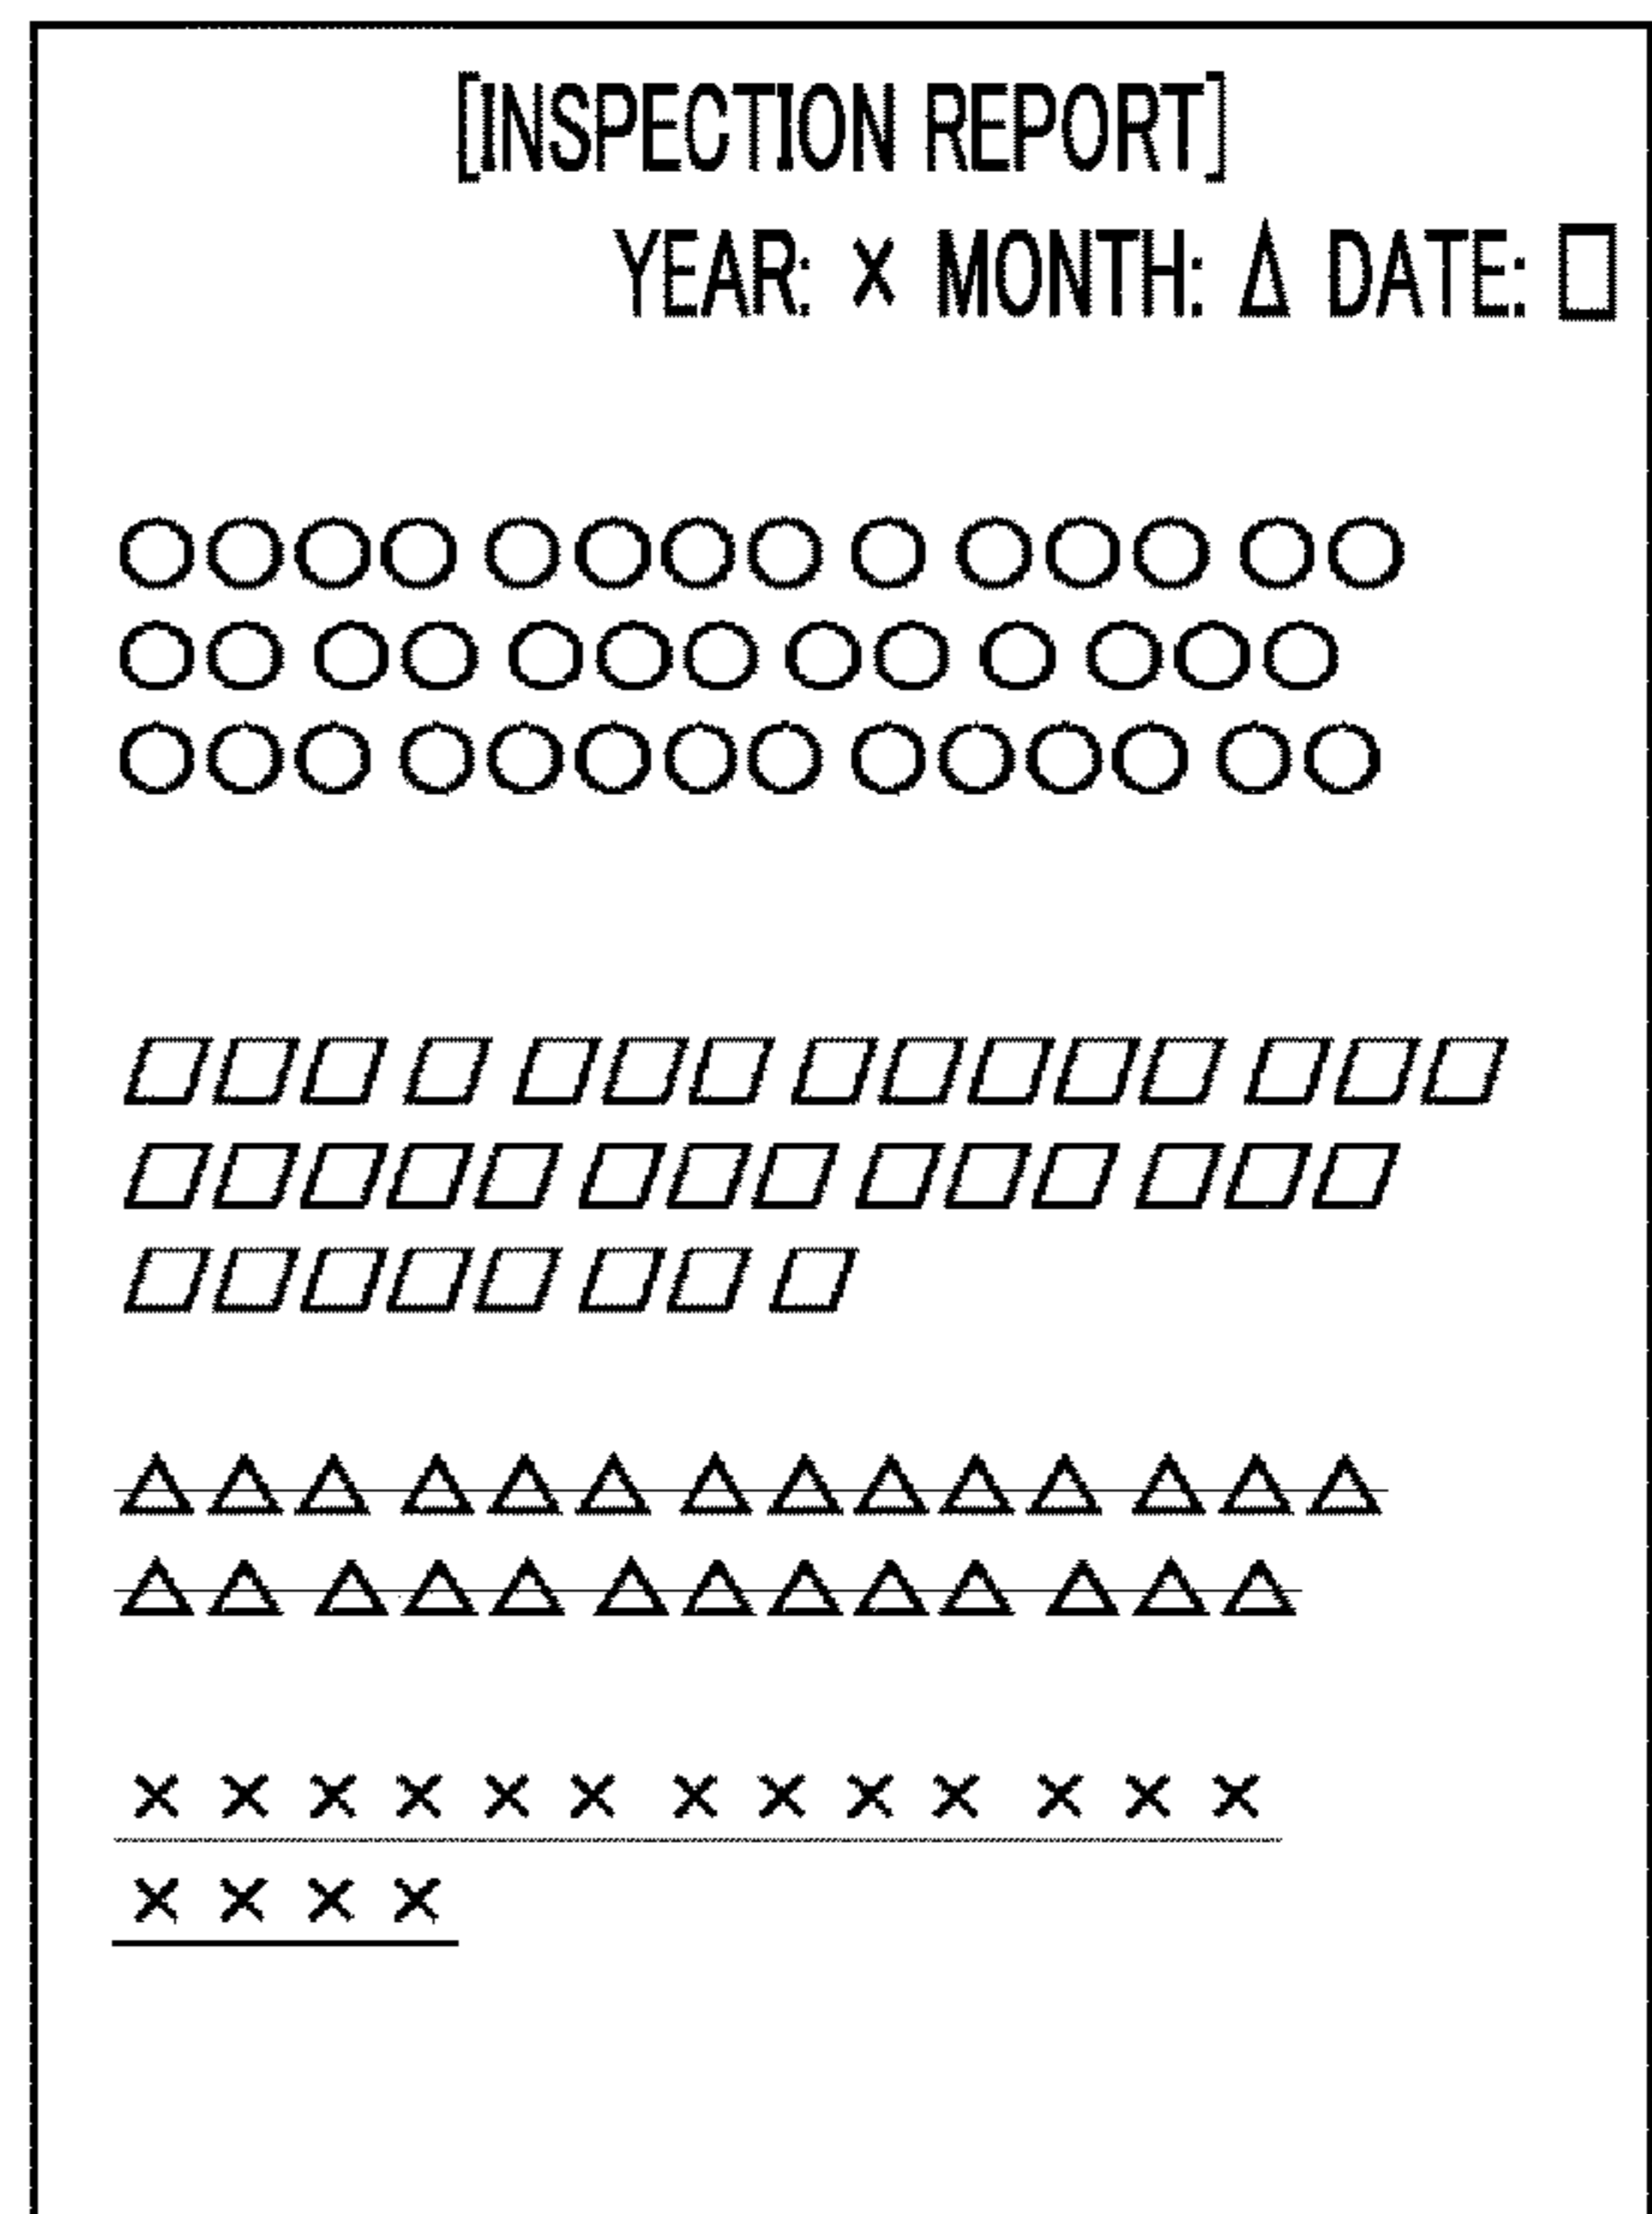 [INSPECTION REPORT]
YEAR: × MONTH: △ DATE: □
○○○○ ○○○○ ○ ○○○ ○○
○○ ○○ ○○○ ○○ ○ ○○○
○○○ ○○○○○ ○○○○ ○○
▱▱▱ ▱ ▱▱▱ ▱▱▱▱▱ ▱▱▱
▱▱▱▱▱ ▱▱▱ ▱▱▱ ▱▱▱
▱▱▱▱▱ ▱▱ ▱
△△△ △△△ △△△△△ △△△
△△ △△△ △△△△△ △△△
×××××× ×××× ×××
××××